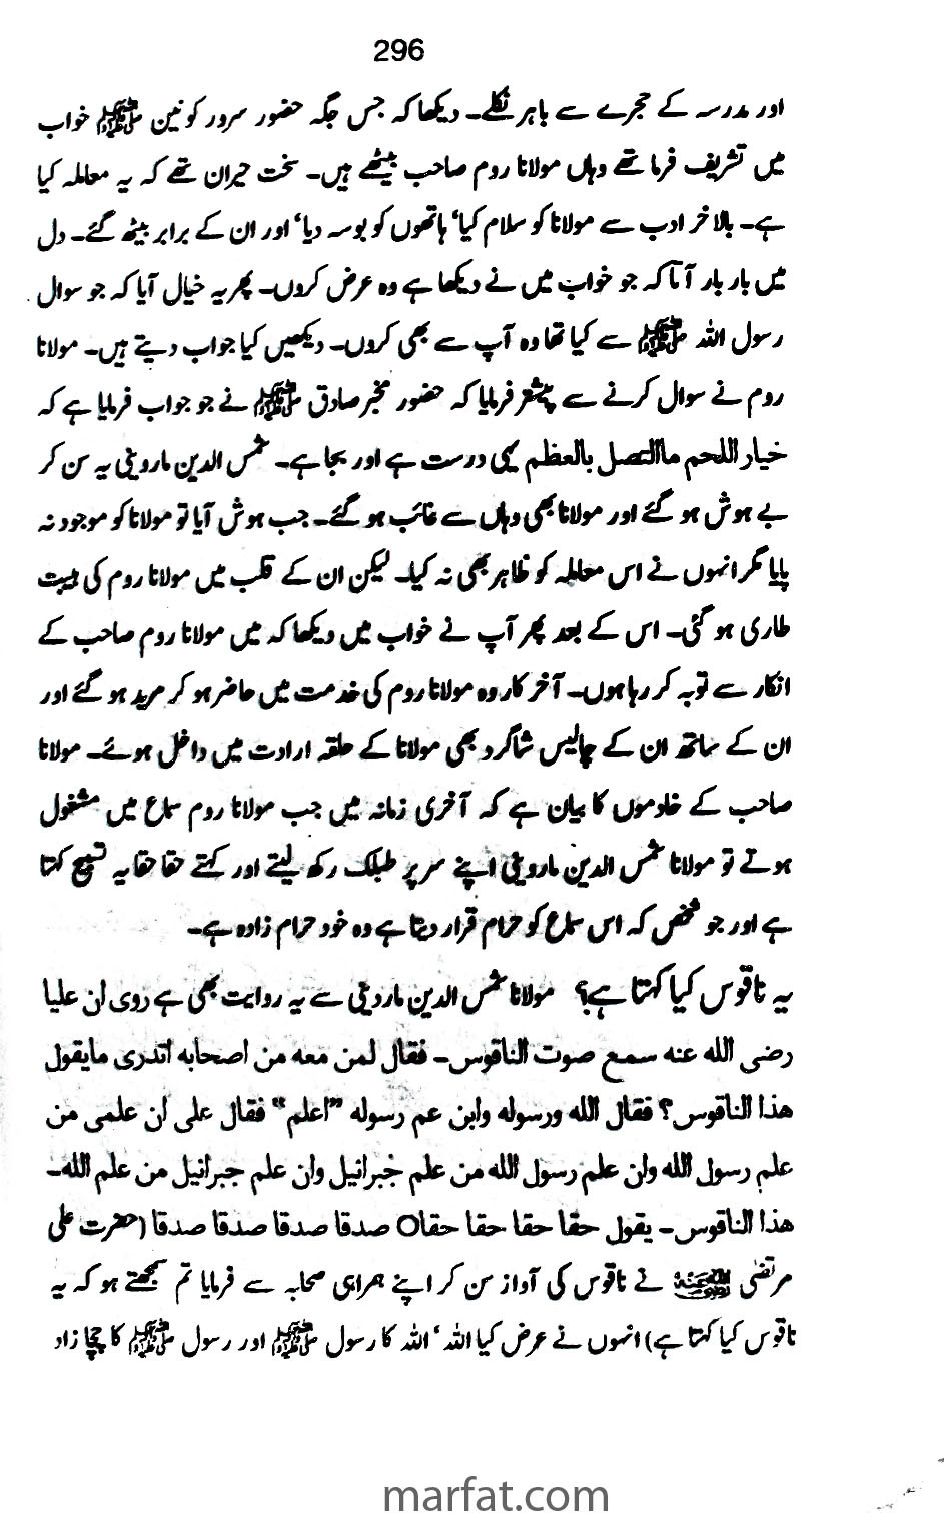 296
اور مدرسہ کے حجرے سے باہر نکلے۔ دیکھا کہ جس جگہ حضور سرور کونین ﷺ خواب
میں تشریف فرما تھے وہاں مولانا روم صاحب بیٹھے ہیں۔ سخت حیران تھے کہ یہ معاملہ کیا
ہے۔ بالاخر ادب سے مولانا کو سلام کیا‘ ہاتھوں کو بوسہ دیا‘ اور ان کے برابر بیٹھ گئے۔ دل
میں بار بار آتا کہ جو خواب میں نے دیکھا ہے وہ عرض کروں۔ پھر یہ خیال آیا کہ جو سوال
رسول اللہ ﷺ سے کیا تھا وہ آپ سے بھی کروں۔ دیکھیں کیا جواب دیتے ہیں۔ مولانا
روم نے سوال کرنے سے پیشتر فرمایا کہ حضور مخبر صادق ﷺ نے جو جواب فرمایا ہے کہ
خیار اللحم ماالتصل بالعظم یہی درست ہے اور بجا ہے۔ شمس الدین ماردینی یہ سن کر
بے ہوش ہو گئے اور مولانا بھی وہاں سے غائب ہو گئے۔ جب ہوش آیا تو مولانا کو موجود نہ
پایا مگر انہوں نے اس معاملہ کو ظاہر بھی نہ کیا۔ لیکن ان کے قلب میں مولانا روم کی ہیبت
طاری ہو گئی۔ اس کے بعد پھر آپ نے خواب میں دیکھا کہ میں مولانا روم صاحب کے
انکار سے توبہ کر رہا ہوں۔ آخر کار وہ مولانا روم کی خدمت میں حاضر ہو کر مرید ہو گئے اور
ان کے ساتھ ان کے چالیس شاگرد بھی مولانا کے حلقہ ارادت میں داخل ہوئے۔ مولانا
صاحب کے خادموں کا بیان ہے کہ آخری زمانہ میں جب مولانا روم سماع میں مشغول
ہوتے تو مولانا شمس الدین ماردینی اپنے سر پر طبلک رکھ لیتے اور کہتے حقا حقا یہ تسبیح کہتا
ہے اور جو شخص کہ اس سماع کو حرام قرار دیتا ہے وہ خود حرام زادہ ہے۔
یہ ناقوس کیا کہتا ہے؟ مولانا شمس الدین ماردینی سے یہ روایت بھی ہے روی ان علیا
رضی اللہ عنہ سمع صوت الناقوس۔ فقال لمن معہ من اصحابہ اتدری مایقول
ھذا الناقوس؟ فقال اللہ ورسولہ وابن عم رسولہ ”اعلم“ فقال علی ان علمی من
علم رسول اللہ وان علم رسول اللہ من علم جبرائیل وان علم جبرائیل من علم اللہ۔
ھذا الناقوس۔ یقول حقا حقا حقا حقا حقاO صدقا صدقا صدقا صدقا صدقا (حضرت علی
مرتضیٰ رضی اللہ عنہ نے ناقوس کی آواز سن کر اپنے ہمراہی صحابہ سے فرمایا تم سمجھتے ہو کہ یہ
ناقوس کیا کہتا ہے) انہوں نے عرض کیا اللہ‘ اللہ کا رسول ﷺ اور رسول ﷺ کا چچا زاد
marfat.com